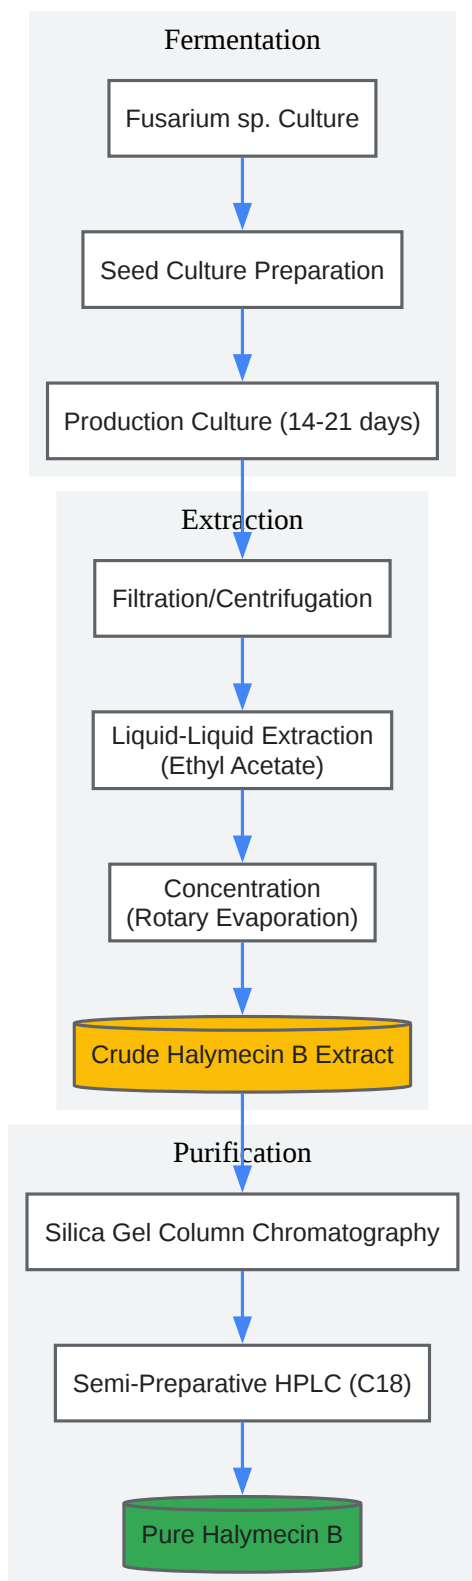 Fermentation
Fusarium sp. Culture
Seed Culture Preparation
Production Culture (14-21 days)
Extraction
Filtration/Centrifugation
Liquid-Liquid Extraction
(Ethyl Acetate)
Concentration
(Rotary Evaporation)
Crude Halymecin B Extract
Purification
Silica Gel Column Chromatography
Semi-Preparative HPLC (C18)
Pure Halymecin B